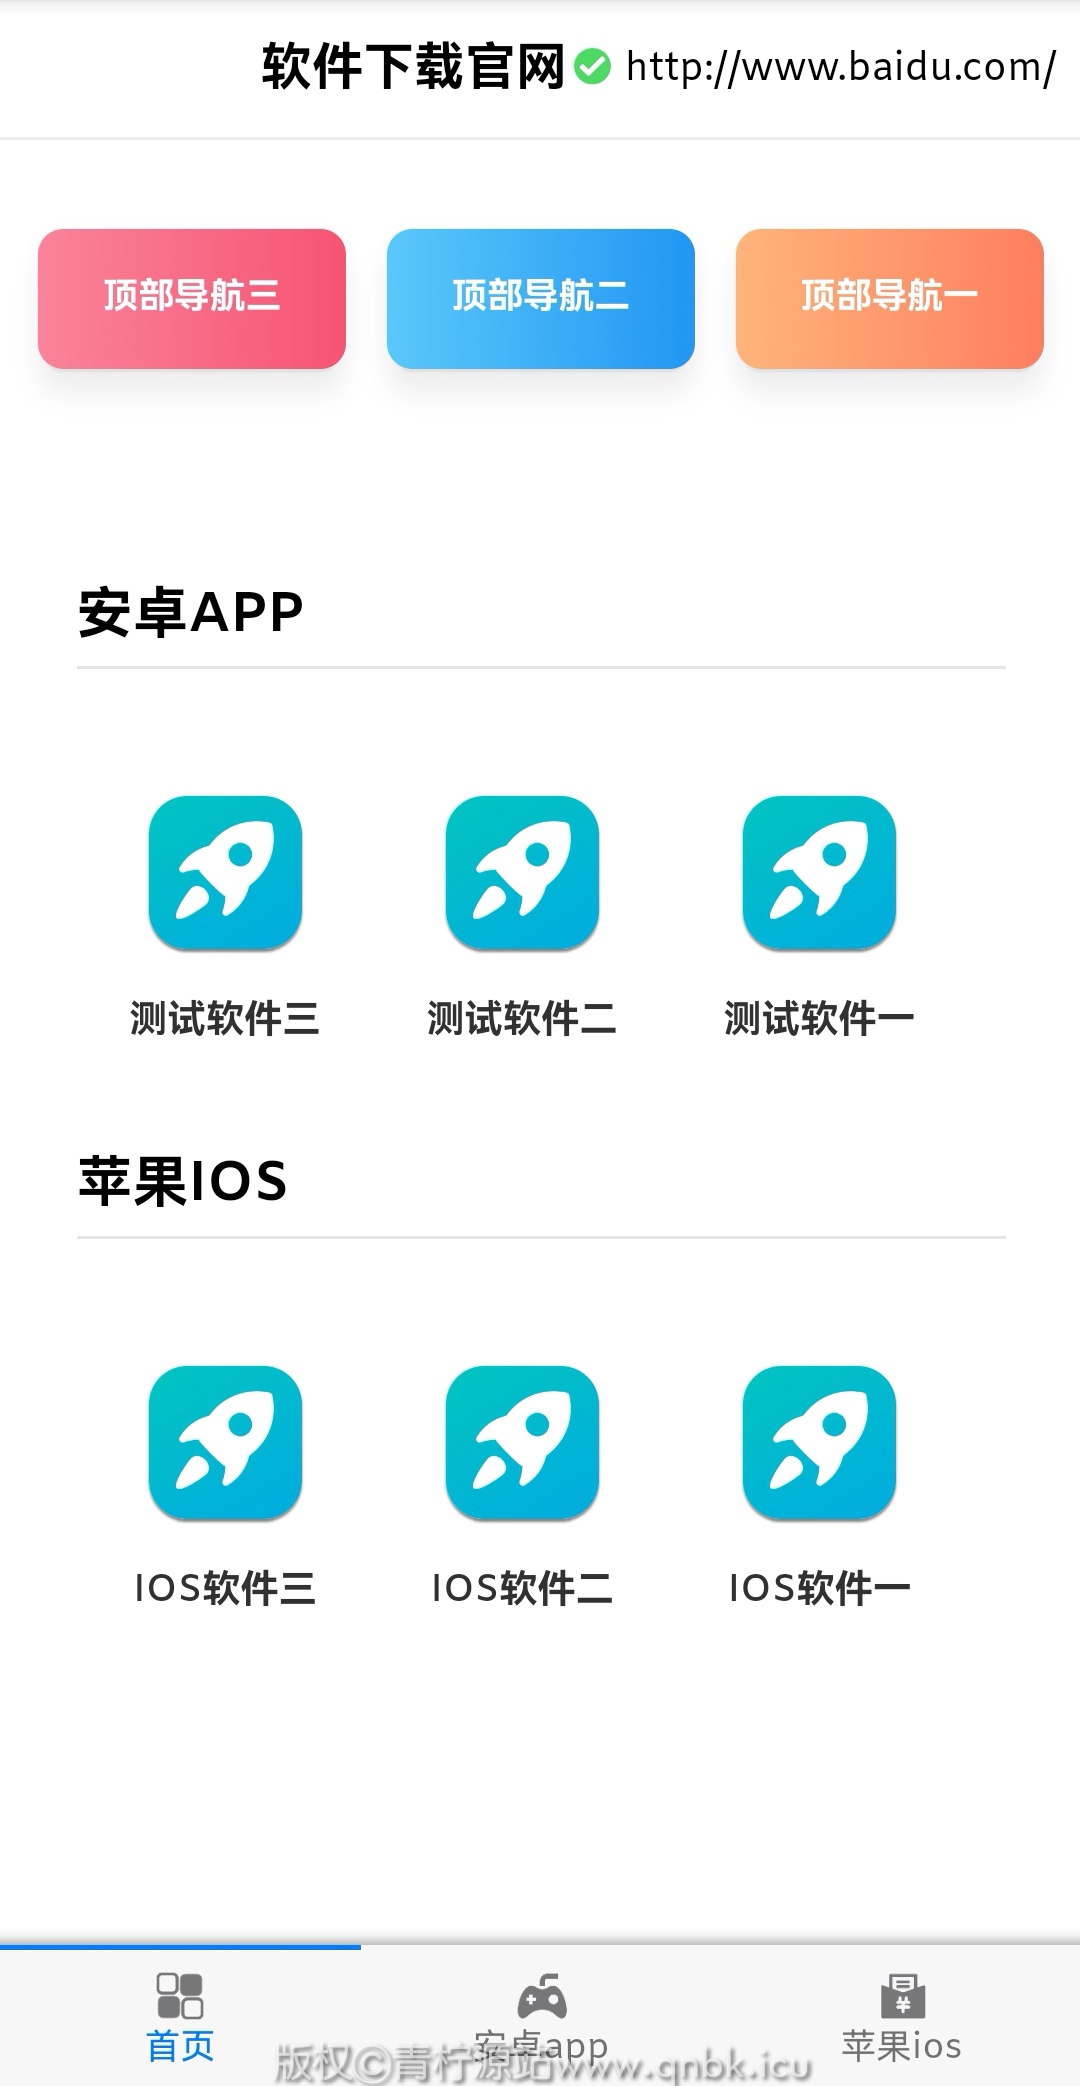 软件下载官网 http://www.baidu.com/
顶部导航三 顶部导航二 顶部导航一
安卓APP
测试软件三 测试软件二 测试软件一
苹果IOS
IOS软件三 IOS软件二 IOS软件一
首页 安卓app 苹果ios
版权©青柠源站www.qnbk.icu